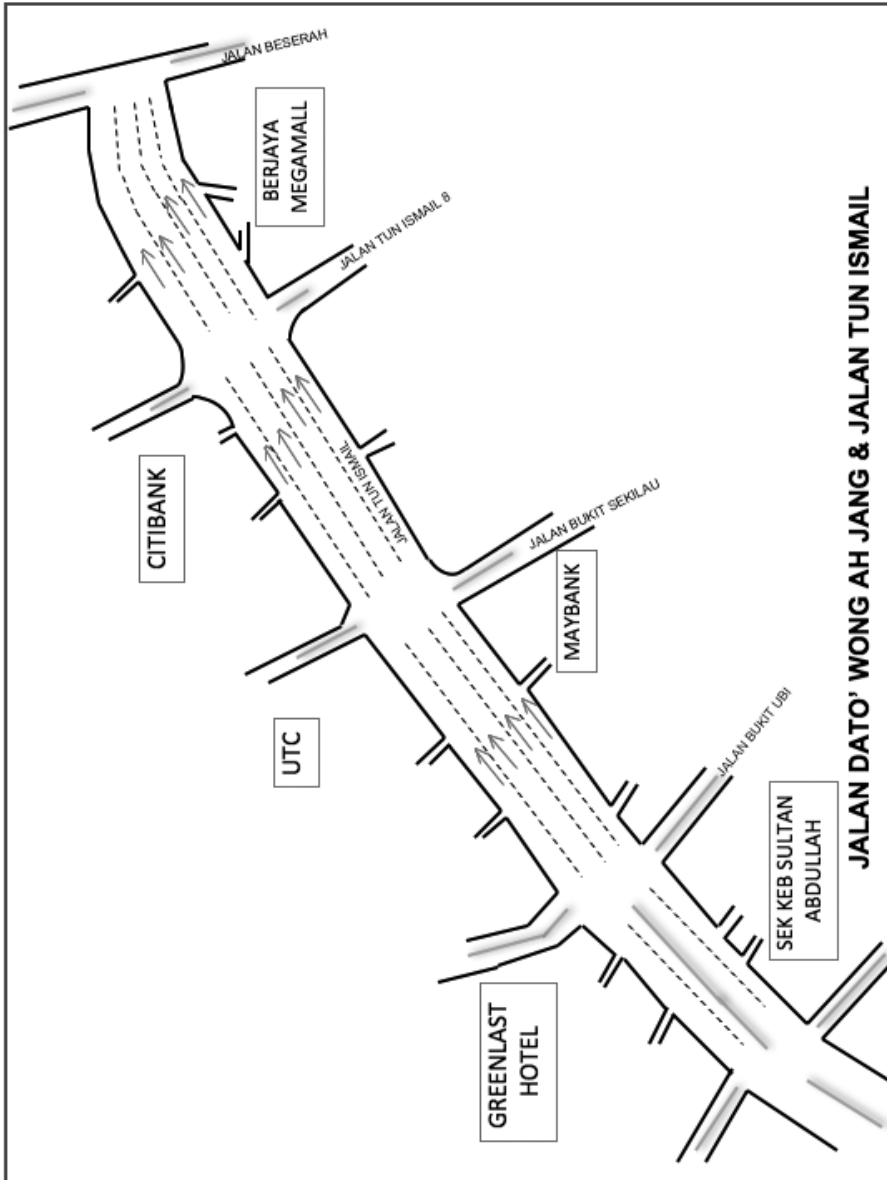 JALAN BESERAH
BERJAYA
MEGAMALL
JALAN TUN ISMAIL 8
CITIBANK
JALAN TUN ISMAIL
JALAN BUKIT SEKILAU
MAYBANK
UTC
JALAN BUKIT UBI
SEK KEB SULTAN
ABDULLAH
GREENLAST
HOTEL
JALAN DATO' WONG AH JANG & JALAN TUN ISMAIL